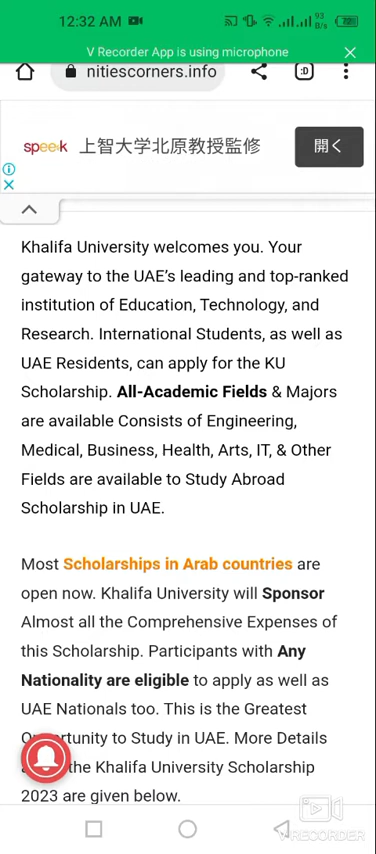 12:32 AM
93 B/s
V Recorder App is using microphone
nitiescorners.info
:D
speek 上智大学北原教授監修 開く
Khalifa University welcomes you. Your
gateway to the UAE’s leading and top-ranked
institution of Education, Technology, and
Research. International Students, as well as
UAE Residents, can apply for the KU
Scholarship. All-Academic Fields & Majors
are available Consists of Engineering,
Medical, Business, Health, Arts, IT, & Other
Fields are available to Study Abroad
Scholarship in UAE.
Most Scholarships in Arab countries are
open now. Khalifa University will Sponsor
Almost all the Comprehensive Expenses of
this Scholarship. Participants with Any
Nationality are eligible to apply as well as
UAE Nationals too. This is the Greatest
Opportunity to Study in UAE. More Details
the Khalifa University Scholarship
2023 are given below.
VRECORDER